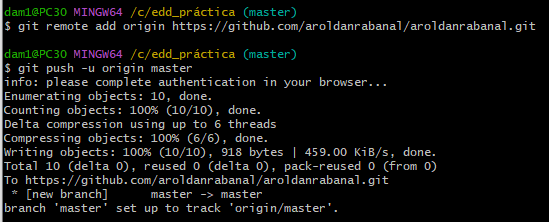 dam1@PC30 MINGW64 /c/edd_práctica (master)
$ git remote add origin https://github.com/aroldanrabanal/aroldanrabanal.git
dam1@PC30 MINGW64 /c/edd_práctica (master)
$ git push -u origin master
info: please complete authentication in your browser...
Enumerating objects: 10, done.
Counting objects: 100% (10/10), done.
Delta compression using up to 6 threads
Compressing objects: 100% (6/6), done.
Writing objects: 100% (10/10), 918 bytes | 459.00 KiB/s, done.
Total 10 (delta 0), reused 0 (delta 0), pack-reused 0 (from 0)
To https://github.com/aroldanrabanal/aroldanrabanal.git
 * [new branch]      master -> master
branch 'master' set up to track 'origin/master'.